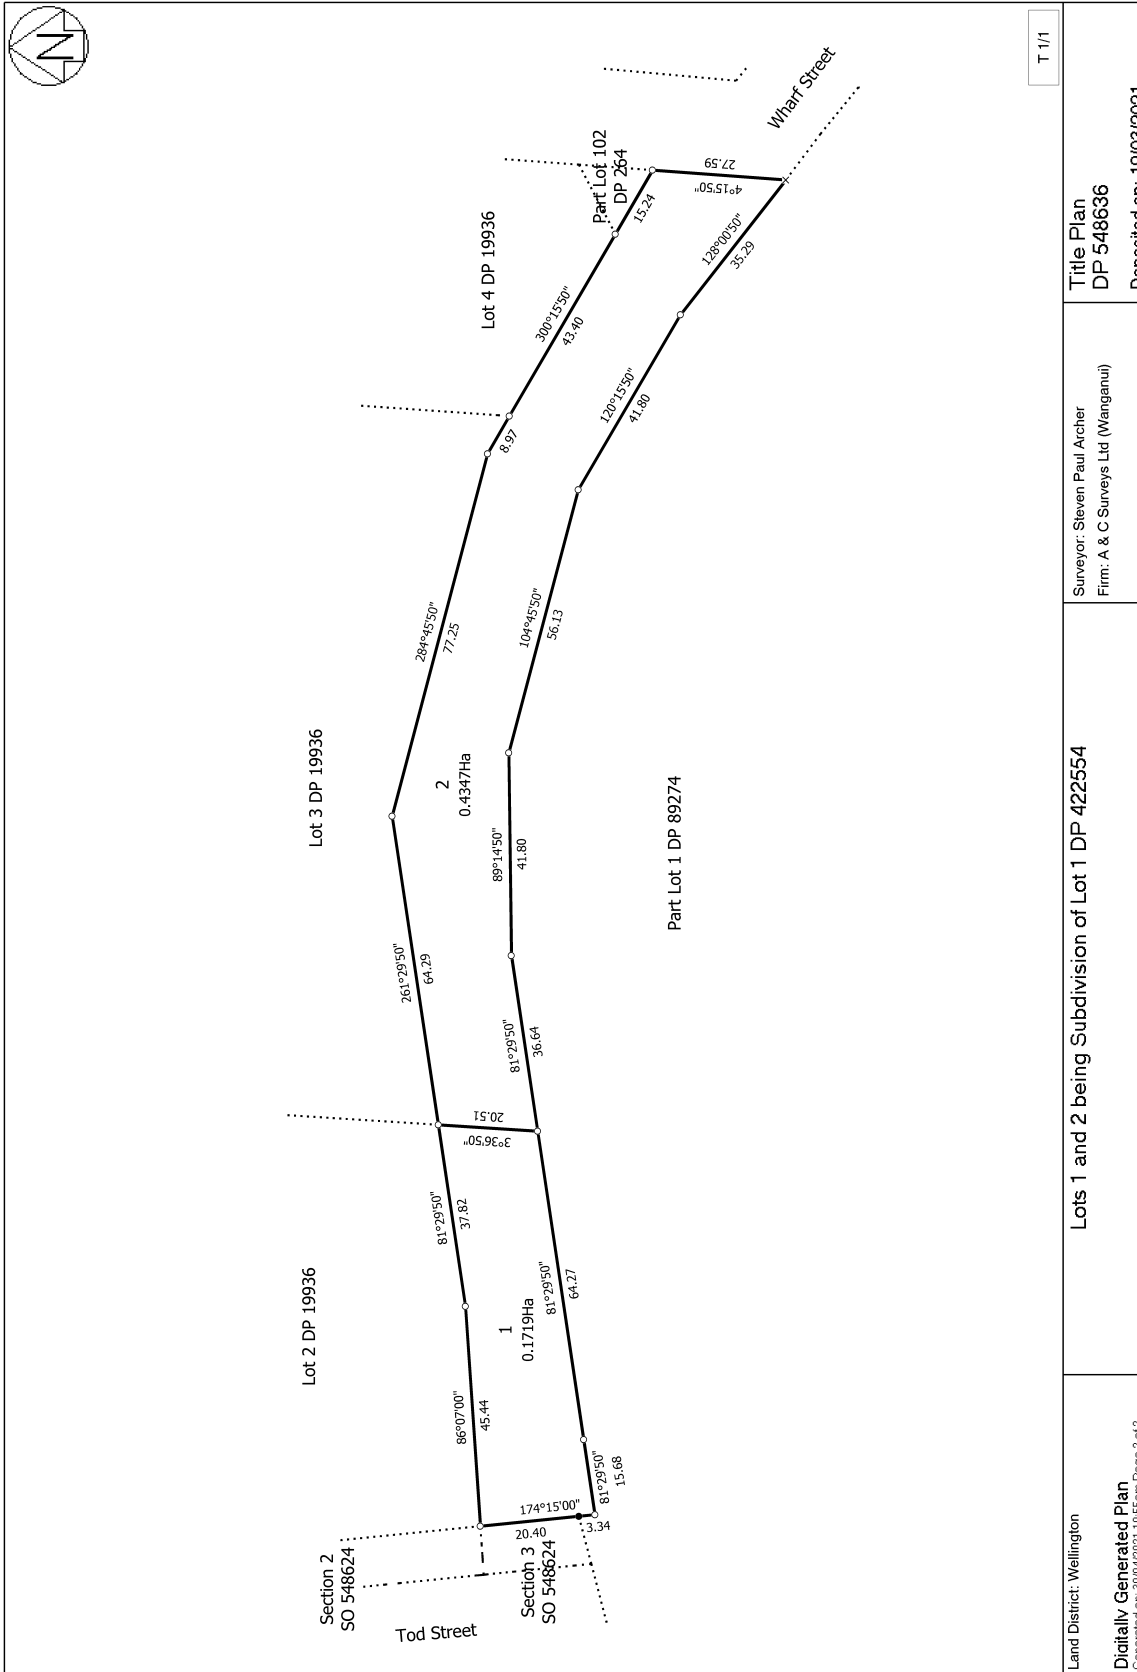 N
T 1/1
Wharf Street
Part Lot 102
DP 264
27.59
4°15'50"
15.24
128°00'50"
35.29
Lot 4 DP 19936
300°15'50"
43.40
120°15'50"
41.80
8.97
284°45'50"
77.25
104°45'50"
56.13
Lot 3 DP 19936
2
0.4347Ha
89°14'50"
41.80
Part Lot 1 DP 89274
261°29'50"
64.29
81°29'50"
36.64
20.51
3°36'50"
81°29'50"
37.82
81°29'50"
64.27
Lot 2 DP 19936
1
0.1719Ha
86°07'00"
45.44
81°29'50"
15.68
174°15'00"
20.40
3.34
Section 2
SO 548624
Section 3
SO 548624
Tod Street
Land District: Wellington
Digitally Generated Plan
Lots 1 and 2 being Subdivision of Lot 1 DP 422554
Surveyor: Steven Paul Archer
Firm: A & C Surveys Ltd (Wanganui)
Title Plan
DP 548636
Deposited on: 10/03/2021